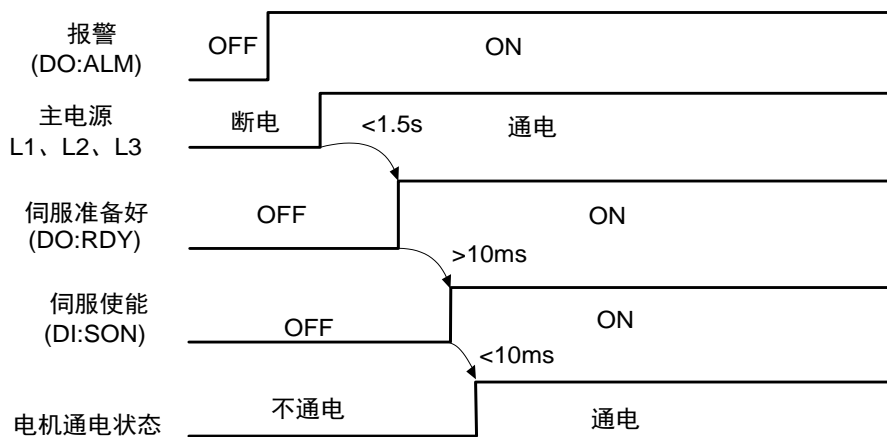 报警
(DO:ALM)
OFF
ON
主电源
L1、L2、L3
断电
<1.5s
通电
伺服准备好
(DO:RDY)
OFF
ON
>10ms
伺服使能
(DI:SON)
OFF
ON
<10ms
电机通电状态
不通电
通电